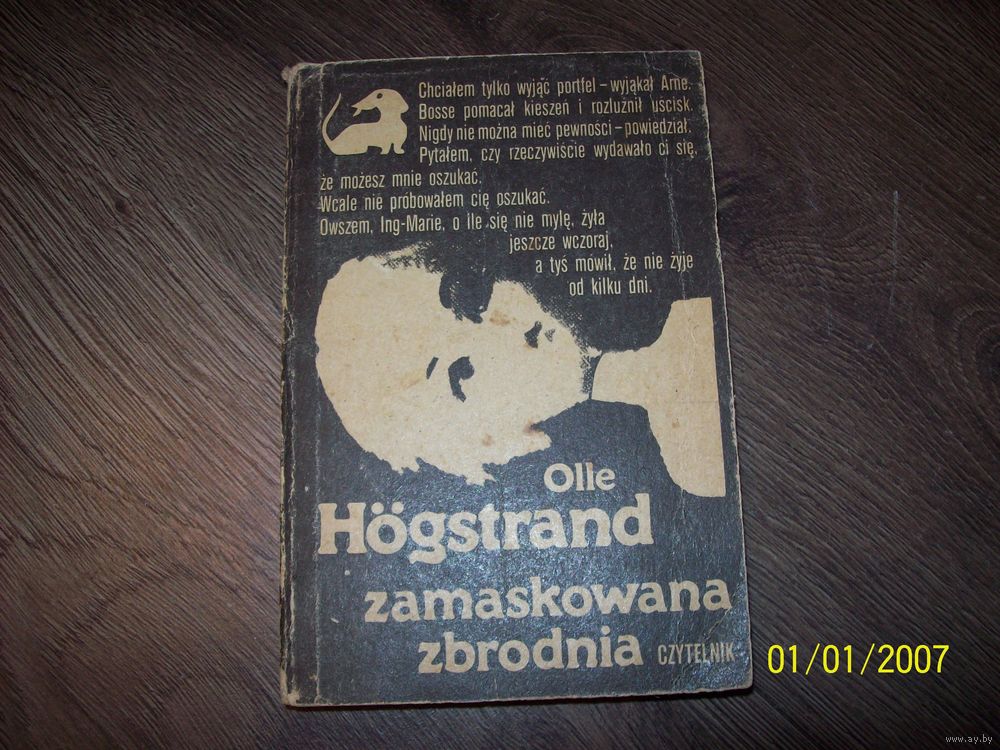 Chciałem tylko wyjąć portfel – wyjąkał Arne.
Bosse pomacał kieszeń i rozluźnił uścisk.
Nigdy nie można mieć pewności – powiedział.
Pytałem, czy rzeczywiście wydawało ci się,
że możesz mnie oszukać.
Wcale nie próbowałem cię oszukać.
Owszem, Ing-Marie, o ile się nie mylę, żyła
jeszcze wczoraj,
a tyś mówił, że nie żyje
od kilku dni.
Olle
Högstrand
zamaskowana
zbrodnia CZYTELNIK
01/01/2007
www.ay.by